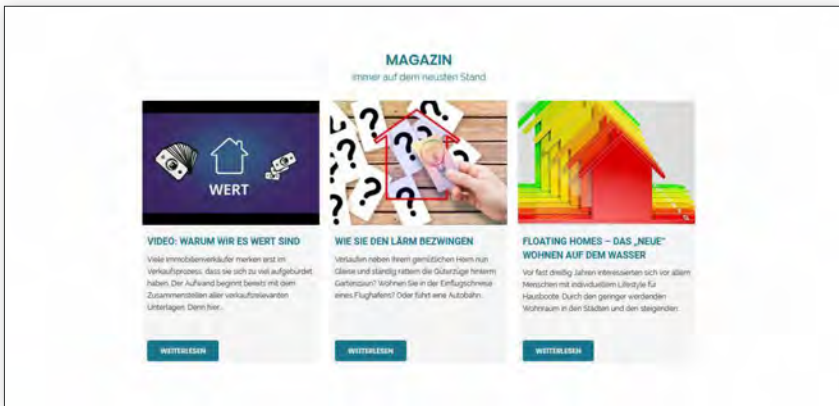 MAGAZIN
immer auf dem neusten Stand
WERT
? ? ? ? ? ? ?
VIDEO: WARUM WIR ES WERT SIND
Viele Immobilienverkäufer merken erst im
Verkaufsprozess, dass sie sich zu viel aufgebürdet
haben. Der Aufwand beginnt bereits mit dem
Zusammenstellen aller verkaufsrelevanten
Unterlagen. Denn hier...
WEITERLESEN
WIE SIE DEN LÄRM BEZWINGEN
Verlaufen neben Ihrem gemütlichen Heim nun
Gleise und ständig rattern die Güterzüge hinterm
Gartenzaun? Wohnen Sie in der Einflugschneise
eines Flughafens? Oder führt eine Autobahn...
WEITERLESEN
FLOATING HOMES – DAS „NEUE“
WOHNEN AUF DEM WASSER
Vor fast dreißig Jahren interessierten sich vor allem
Menschen mit individuellem Lifestyle für
Hausboote. Durch den geringer werdenden
Wohnraum in den Städten und den steigenden
WEITERLESEN